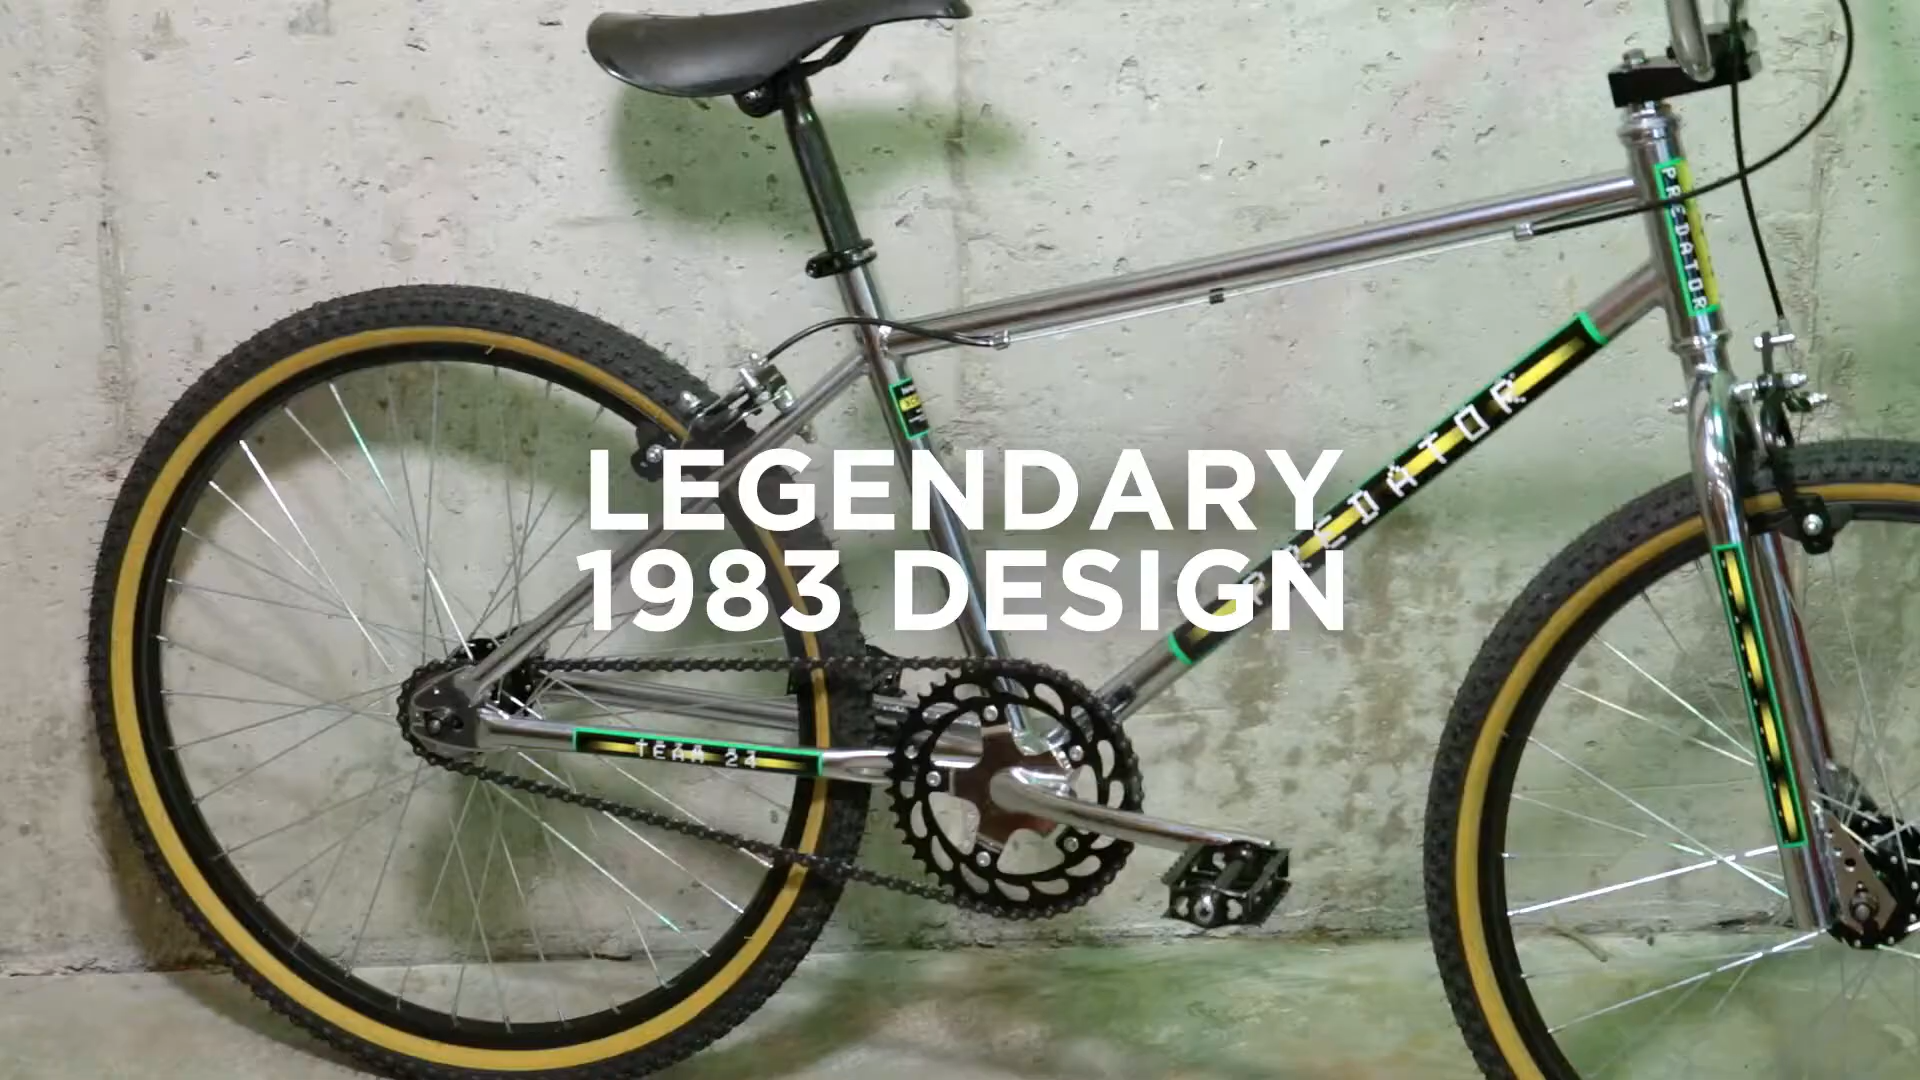 PREDATOR
PREDATOR
LEGENDARY
1983 DESIGN
TEAM 24